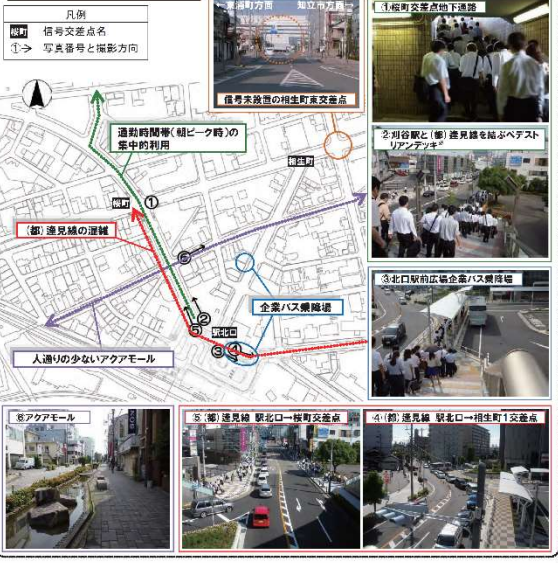 凡例
桜町 信号交差点名
①→ 写真番号と撮影方向
←東浦町方面 知立市方面→
信号未設置の相生町東交差点
①桜町交差点地下通路
②刈谷駅と(都)逢見線を結ぶペデスト
リアンデッキ
通勤時間帯(朝ピーク時)の
集中的利用
相生町
桜町
①
(都)逢見線の混雑
⑥
企業バス乗降場
②
⑤
駅北口
③
④
人通りの少ないアクアモール
③北口駅前広場企業バス乗降場
⑥アクアモール
⑤(都)逢見線 駅北口→桜町交差点
④(都)逢見線 駅北口→相生町1交差点